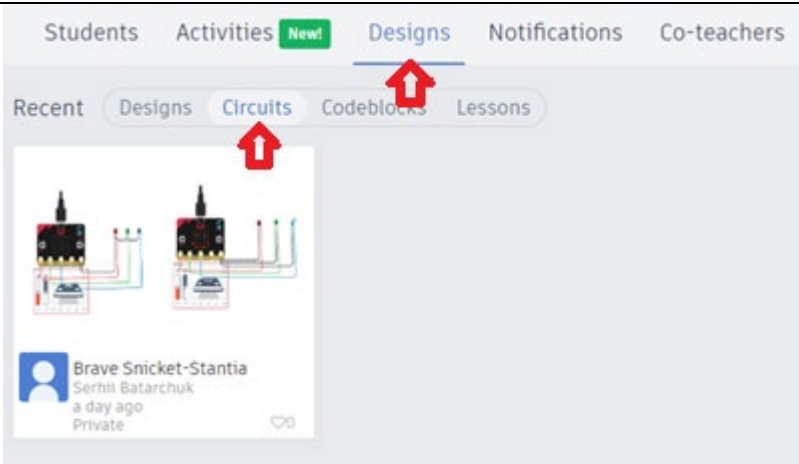 Students Activities New! Designs Notifications Co-teachers
Recent Designs Circuits Codeblocks Lessons
Brave Snicket-Stantia
Serhii Batarchuk
a day ago
Private 0